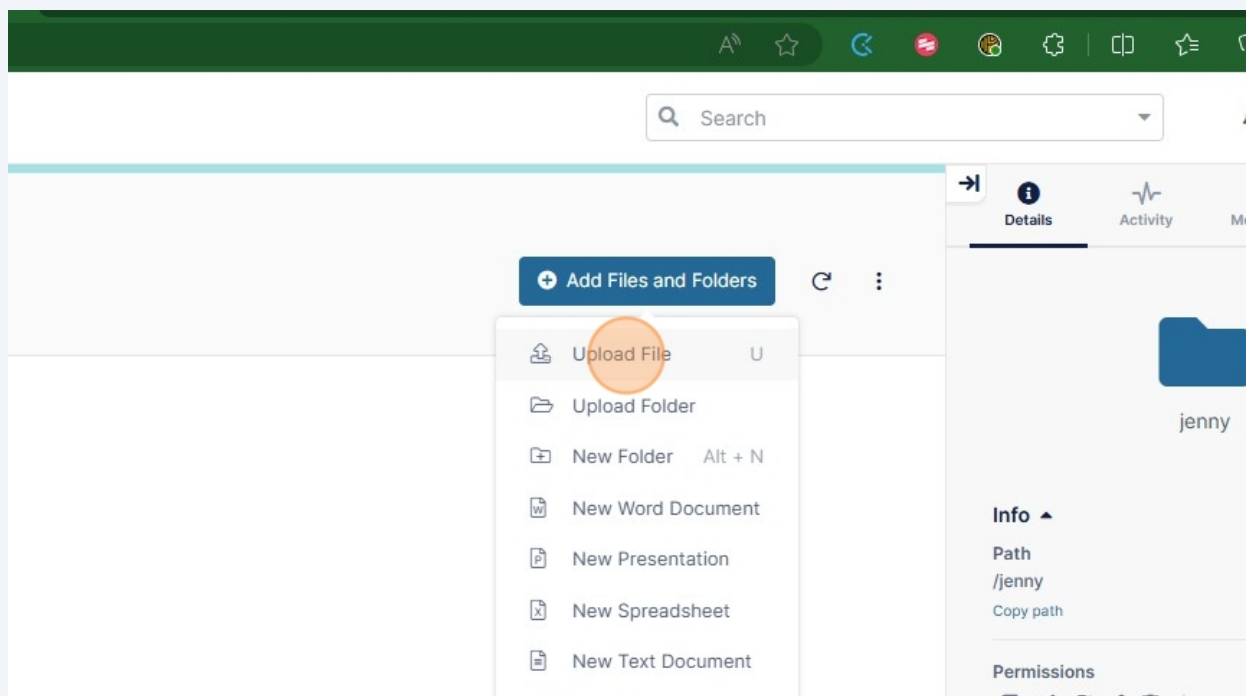 Search
Details
Activity
Add Files and Folders
Upload File U
Upload Folder
New Folder Alt + N
New Word Document
New Presentation
New Spreadsheet
New Text Document
jenny
Info
Path
/jenny
Copy path
Permissions